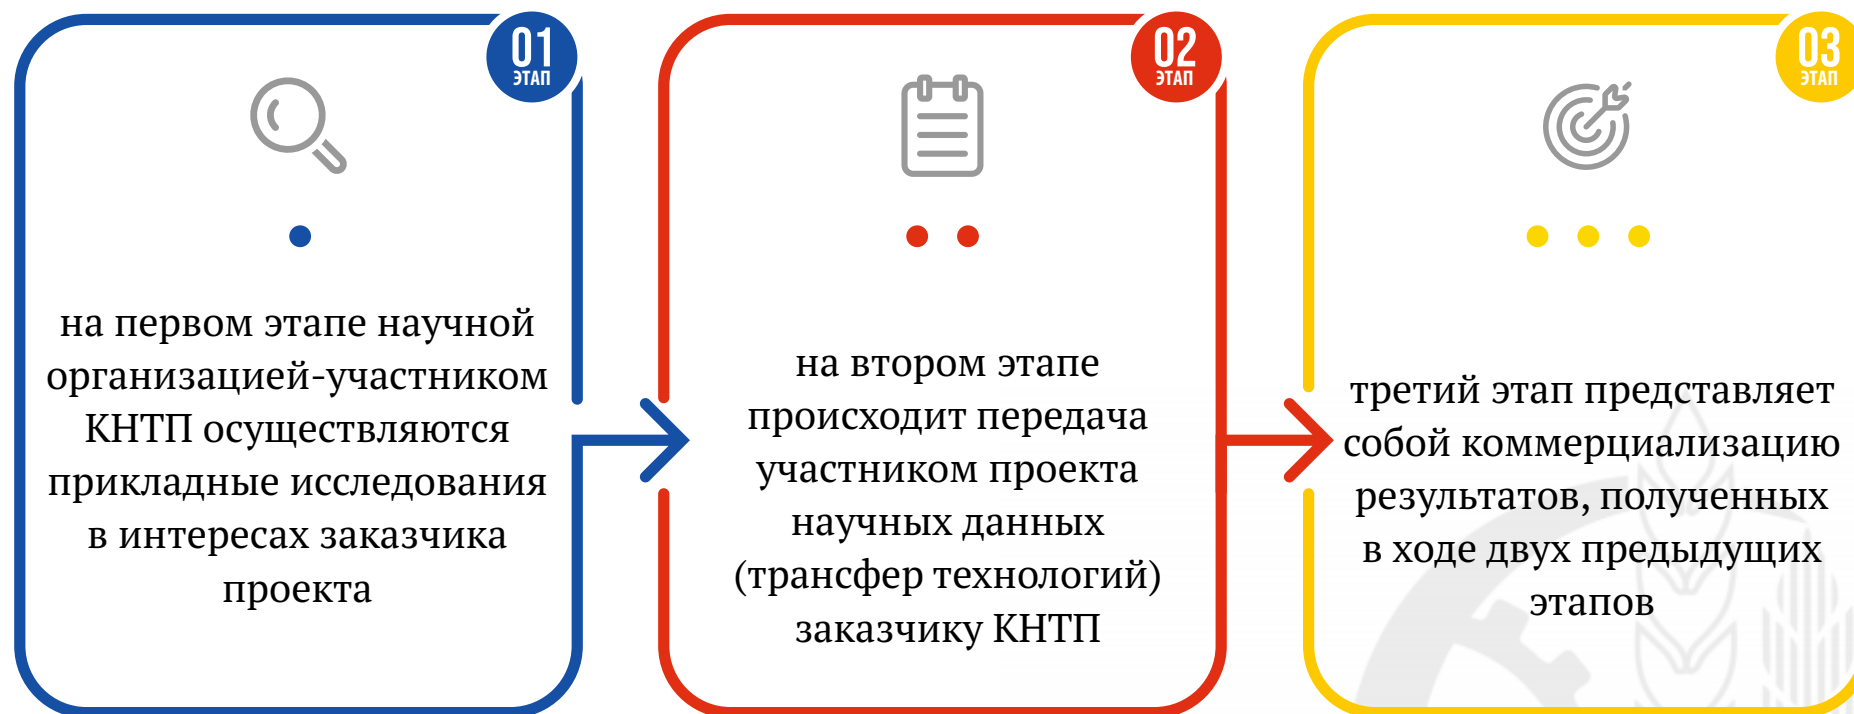 01
ЭТАП
на первом этапе научной
организацией-участником
КНТП осуществляются
прикладные исследования
в интересах заказчика
проекта
02
ЭТАП
на втором этапе
происходит передача
участником проекта
научных данных
(трансфер технологий)
заказчику КНТП
03
ЭТАП
третий этап представляет
собой коммерциализацию
результатов, полученных
в ходе двух предыдущих
этапов